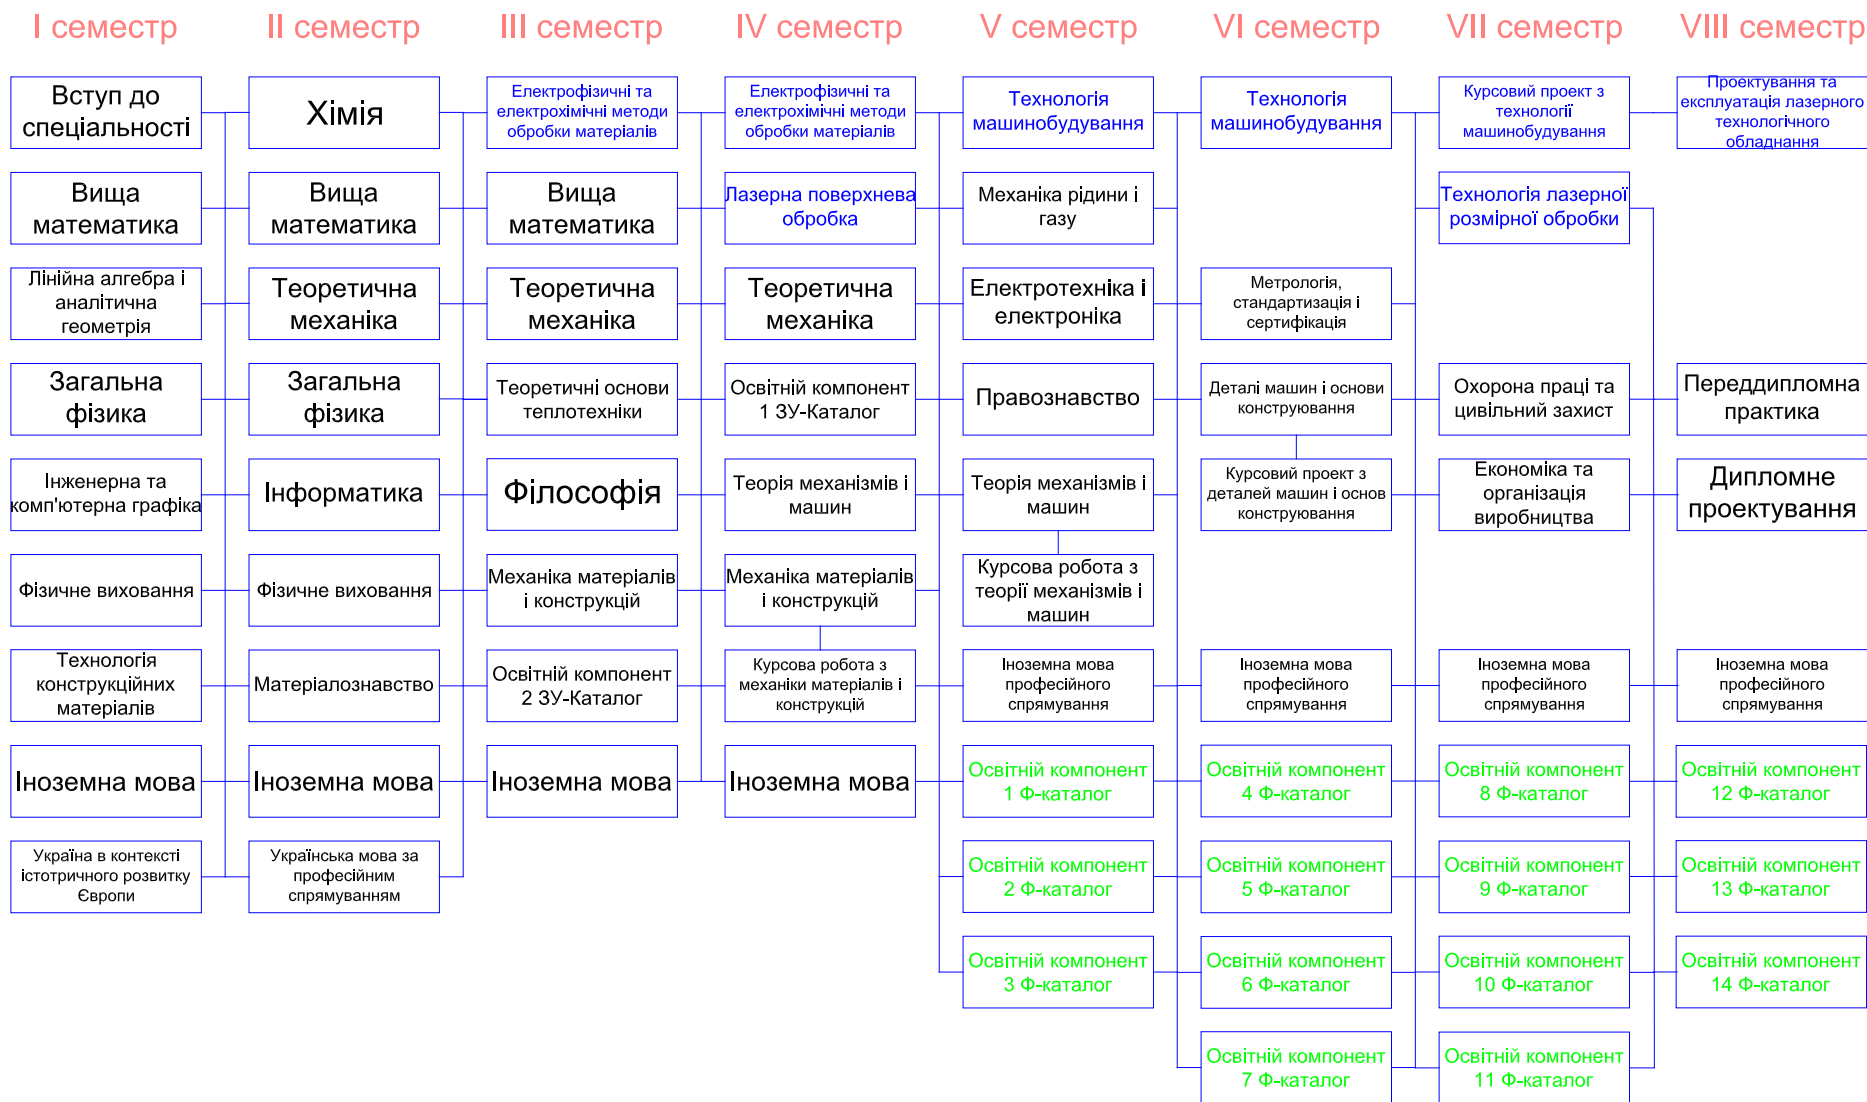 I семестр
II семестр
III семестр
IV семестр
V семестр
VI семестр
VII семестр
VIII семестр
Вступ до
спеціальності
Хімія
Електрофізичні та
електрохімічні методи
обробки матеріалів
Електрофізичні та
електрохімічні методи
обробки матеріалів
Технологія
машинобудування
Технологія
машинобудування
Курсовий проект з
технології
машинобудування
Проектування та
експлуатація лазерного
технологічного
обладнання
Вища
математика
Вища
математика
Вища
математика
Лазерна поверхнева
обробка
Механіка рідини і
газу
Технологія лазерної
розмірної обробки
Лінійна алгебра і
аналітична
геометрія
Теоретична
механіка
Теоретична
механіка
Теоретична
механіка
Електротехніка і
електроніка
Метрологія,
стандартизація і
сертифікація
Загальна
фізика
Загальна
фізика
Теоретичні основи
теплотехніки
Освітній компонент
1 ЗУ-Каталог
Правознавство
Деталі машин і основи
конструювання
Охорона праці та
цивільний захист
Переддипломна
практика
Інженерна та
комп'ютерна графіка
Інформатика
Філософія
Теорія механізмів і
машин
Теорія механізмів і
машин
Курсовий проект з
деталей машин і основ
конструювання
Економіка та
організація
виробництва
Дипломне
проектування
Фізичне виховання
Фізичне виховання
Механіка матеріалів
і конструкцій
Механіка матеріалів
і конструкцій
Курсова робота з
теорії механізмів і
машин
Технологія
конструкційних
матеріалів
Матеріалознавство
Освітній компонент
2 ЗУ-Каталог
Курсова робота з
механіки матеріалів і
конструкцій
Іноземна мова
професійного
спрямування
Іноземна мова
професійного
спрямування
Іноземна мова
професійного
спрямування
Іноземна мова
професійного
спрямування
Іноземна мова
Іноземна мова
Іноземна мова
Іноземна мова
Освітній компонент
1 Ф-каталог
Освітній компонент
4 Ф-каталог
Освітній компонент
8 Ф-каталог
Освітній компонент
12 Ф-каталог
Україна в контексті
істотричного розвитку
Європи
Українська мова за
професійним
спрямуванням
Освітній компонент
2 Ф-каталог
Освітній компонент
5 Ф-каталог
Освітній компонент
9 Ф-каталог
Освітній компонент
13 Ф-каталог
Освітній компонент
3 Ф-каталог
Освітній компонент
6 Ф-каталог
Освітній компонент
10 Ф-каталог
Освітній компонент
14 Ф-каталог
Освітній компонент
7 Ф-каталог
Освітній компонент
11 Ф-каталог